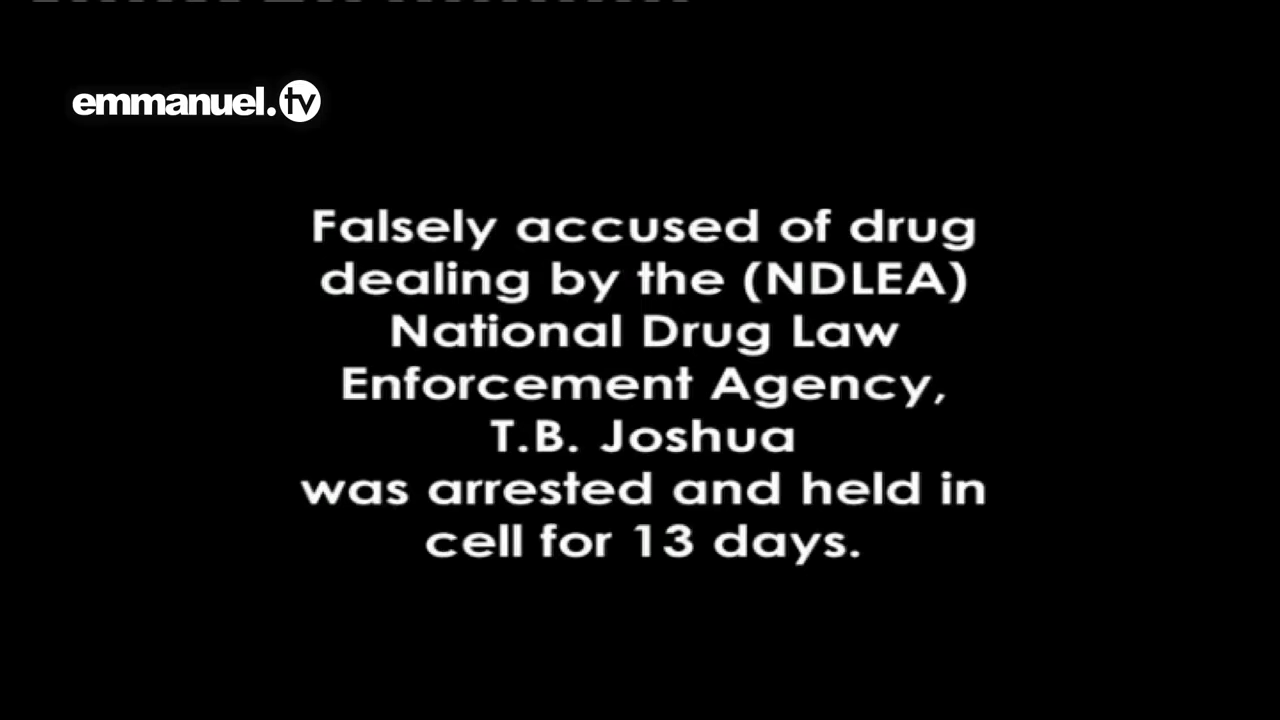 emmanuel.tv
Falsely accused of drug
dealing by the (NDLEA)
National Drug Law
Enforcement Agency,
T.B. Joshua
was arrested and held in
cell for 13 days.